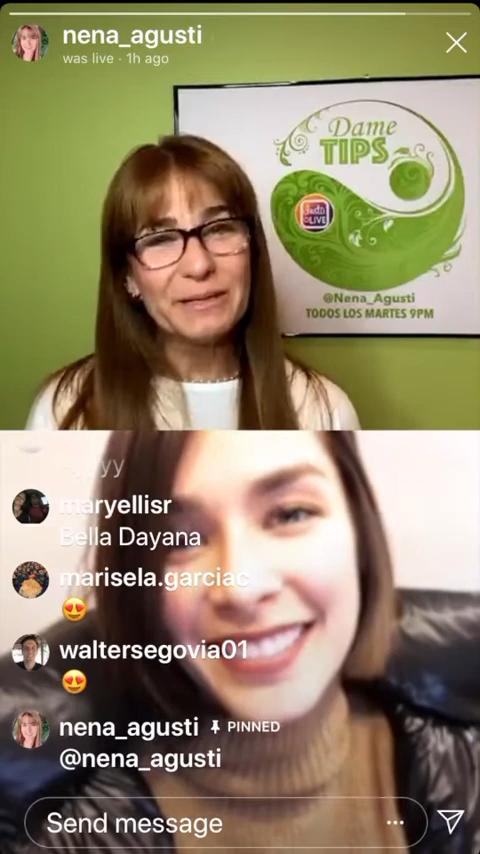 nena_agusti
was live · 1h ago
Dame
TIPS
LIVE
@Nena_Agusti
TODOS LOS MARTES 9PM
maryellisr
Bella Dayana
marisela.garciac
😍
waltersegovia01
😍
nena_agusti PINNED
@nena_agusti
Send message